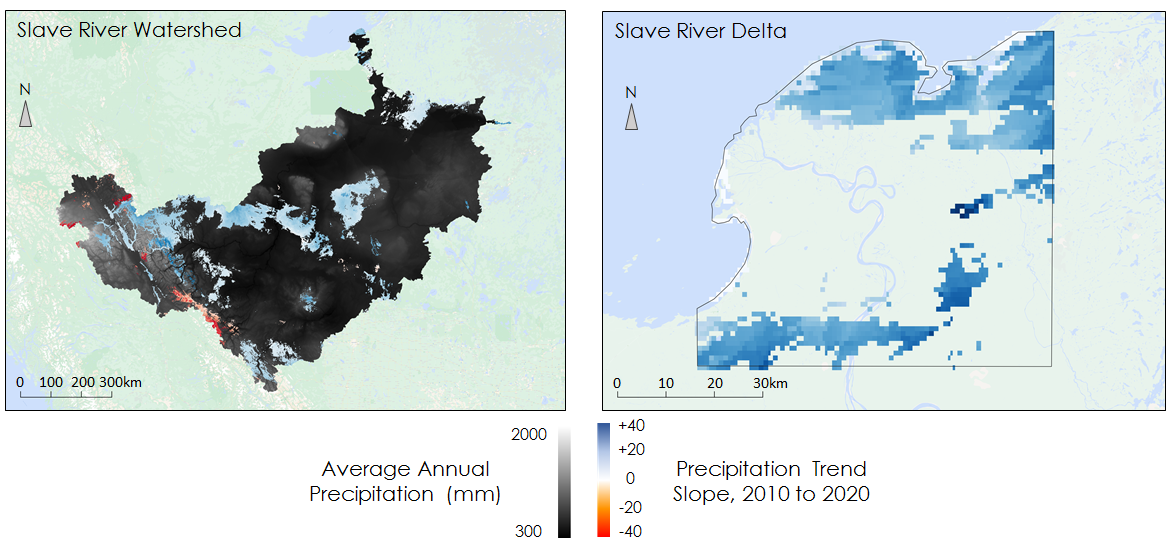 Slave River Watershed
N
0 100 200 300km
Slave River Delta
N
0 10 20 30km
2000
Average Annual
Precipitation (mm)
300
+40
+20
0
-20
-40
Precipitation Trend
Slope, 2010 to 2020